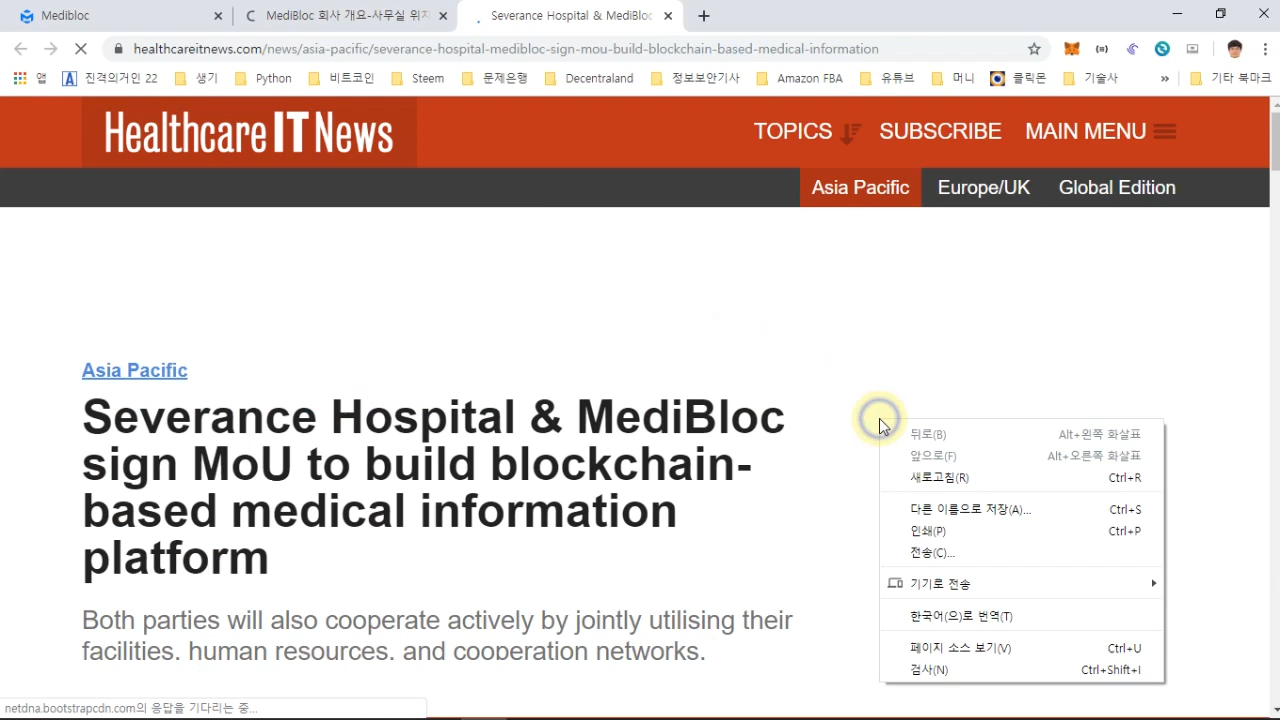 Medibloc
MediBloc 회사 개요-사무실 위치
Severance Hospital & MediBloc
healthcareitnews.com/news/asia-pacific/severance-hospital-medibloc-sign-mou-build-blockchain-based-medical-information
앱
진격의거인 22
생기
Python
비트코인
Steem
문제은행
Decentraland
정보보안기사
Amazon FBA
유튜브
머니
클릭몬
기술사
»
기타 북마크
Healthcare IT News
TOPICS
SUBSCRIBE
MAIN MENU
Asia Pacific
Europe/UK
Global Edition
Asia Pacific
Severance Hospital & MediBloc
sign MoU to build blockchain-
based medical information
platform
Both parties will also cooperate actively by jointly utilising their
facilities, human resources, and cooperation networks.
뒤로(B) Alt+왼쪽 화살표
앞으로(F) Alt+오른쪽 화살표
새로고침(R) Ctrl+R
다른 이름으로 저장(A)... Ctrl+S
인쇄(P) Ctrl+P
전송(C)...
기기로 전송
한국어(으)로 번역(T)
페이지 소스 보기(V) Ctrl+U
검사(N) Ctrl+Shift+I
netdna.bootstrapcdn.com의 응답을 기다리는 중...